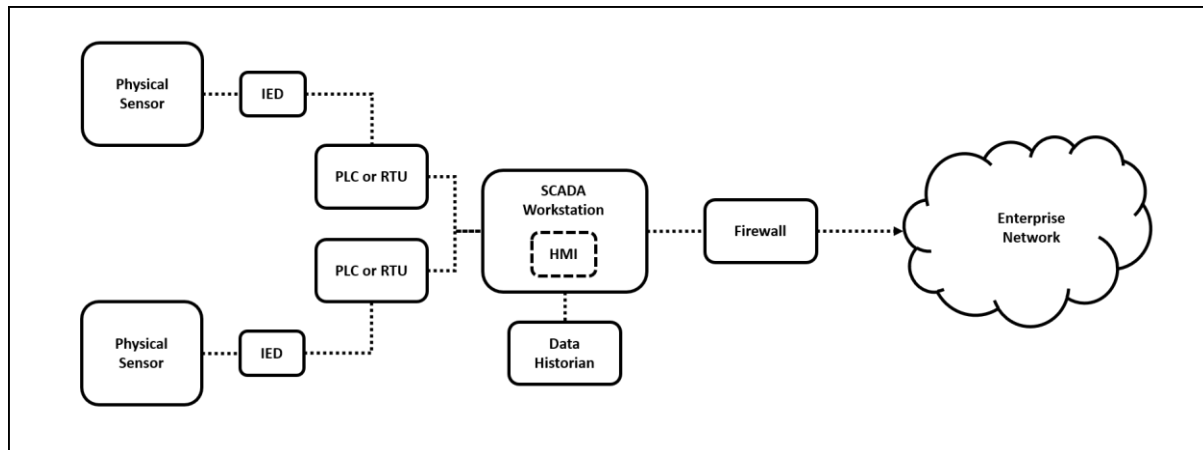 Physical
Sensor
IED
PLC or RTU
PLC or RTU
Physical
Sensor
IED
SCADA
Workstation
HMI
Data
Historian
Firewall
Enterprise
Network